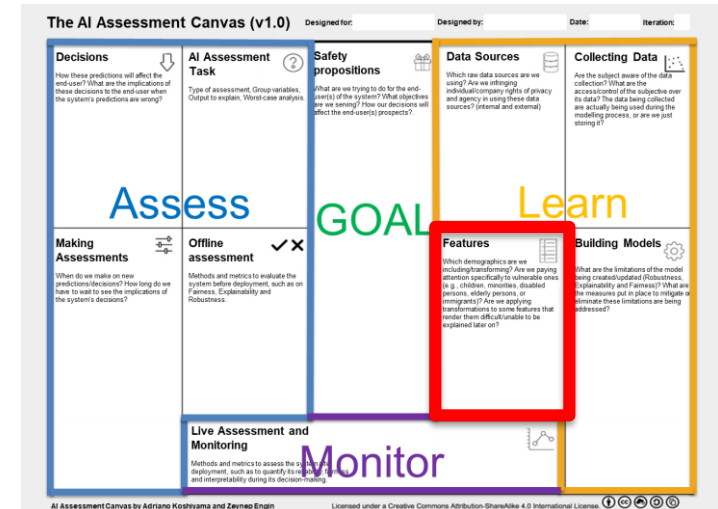 The AI Assessment Canvas (v1.0) Designed for: Designed by: Date: Iteration:
Decisions
How these predictions will affect the
end-user? What are the implications of
these decisions to the end-user when
the system's predictions are wrong?
AI Assessment
Task
Type of assessment, Group variables,
Output to explain, Worst-case analysis.
Safety
propositions
What are we trying to do for the end-
user(s) of the system? What objectives
are we serving? How our decisions will
affect the end-user(s) prospects?.
Data Sources
Which raw data sources are we
using? Are we infringing
individual/company rights of privacy
and agency in using these data
sources? (internal and external)
Collecting Data
Are the subject aware of the data
collection? What are the
access/control of the subjective over
its data? The data being collected
are actually being used during the
modelling process, or are we just
storing it?
Assess
GOAL
Learn
Making
Assessments
When do we make on new
predictions/decisions? How long do we
have to wait to see the implications of
the system's decisions?
Offline
assessment
Methods and metrics to evaluate the
system before deployment, such as on
Fairness, Explainability and
Robustness.
Features
Which demographics are we
including/transforming? Are we paying
attention specifically to vulnerable ones
(e.g., children, minorities, disabled
persons, elderly persons, or
immigrants)? Are we applying
transformations to some features that
render them difficult/unable to be
explained later on?
Building Models
What are the limitations of the model
being created/updated (Robustness,
Explainability and Fairness)? What are
the measures put in place to mitigate o
eliminate these limitations are being
addressed?
Live Assessment and
Monitoring
Methods and metrics to assess the system
deployment, such as to quantify its
and interpretability during its decision-making.
Monitor
AI Assessment Canvas by Adriano Koshiyama and Zeynep Engin Licensed under a Creative Commons Attribution-ShareAlike 4.0 International License.